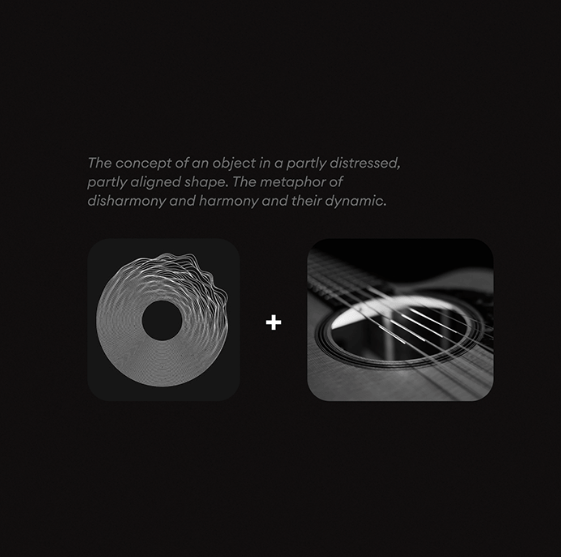 The concept of an object in a partly distressed,
partly aligned shape. The metaphor of
disharmony and harmony and their dynamic.
+